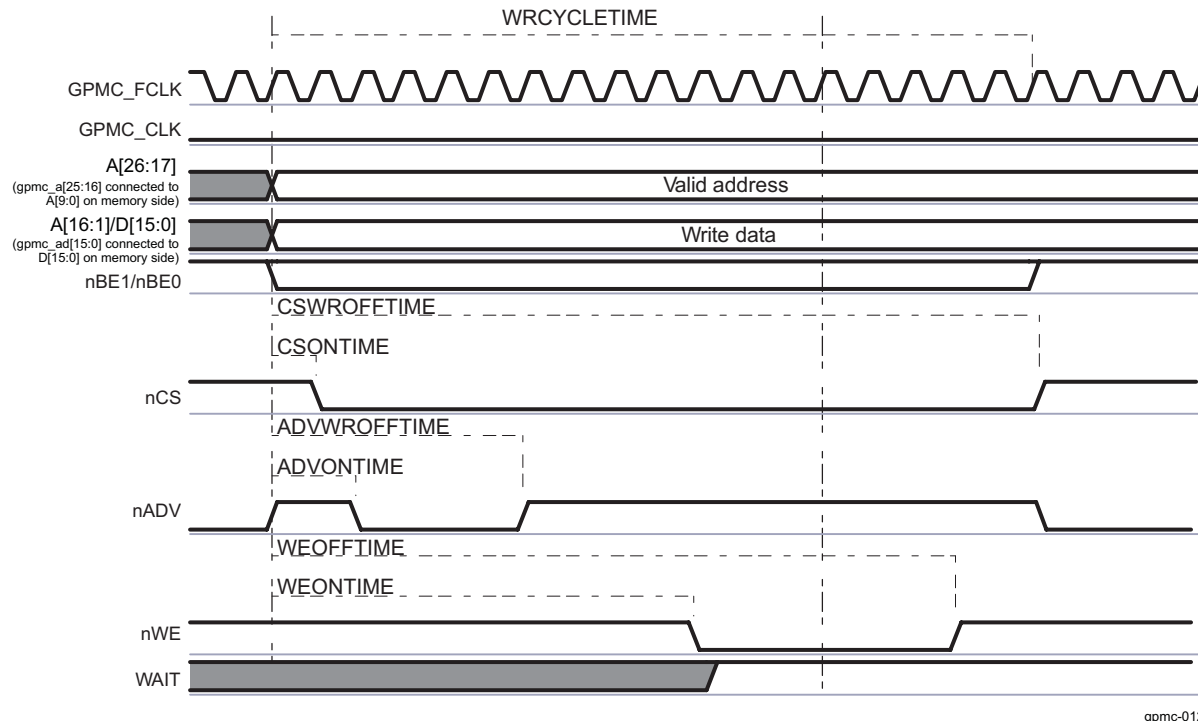 WRCYCLETIME
GPMC_FCLK
GPMC_CLK
A[26:17]
(gpmc_a[25:16] connected to
A[9:0] on memory side)
Valid address
A[16:1]/D[15:0]
(gpmc_ad[15:0] connected to
D[15:0] on memory side)
Write data
nBE1/nBE0
CSWROFFTIME
CSONTIME
nCS
ADVWROFFTIME
ADVONTIME
nADV
WEOFFTIME
WEONTIME
nWE
WAIT